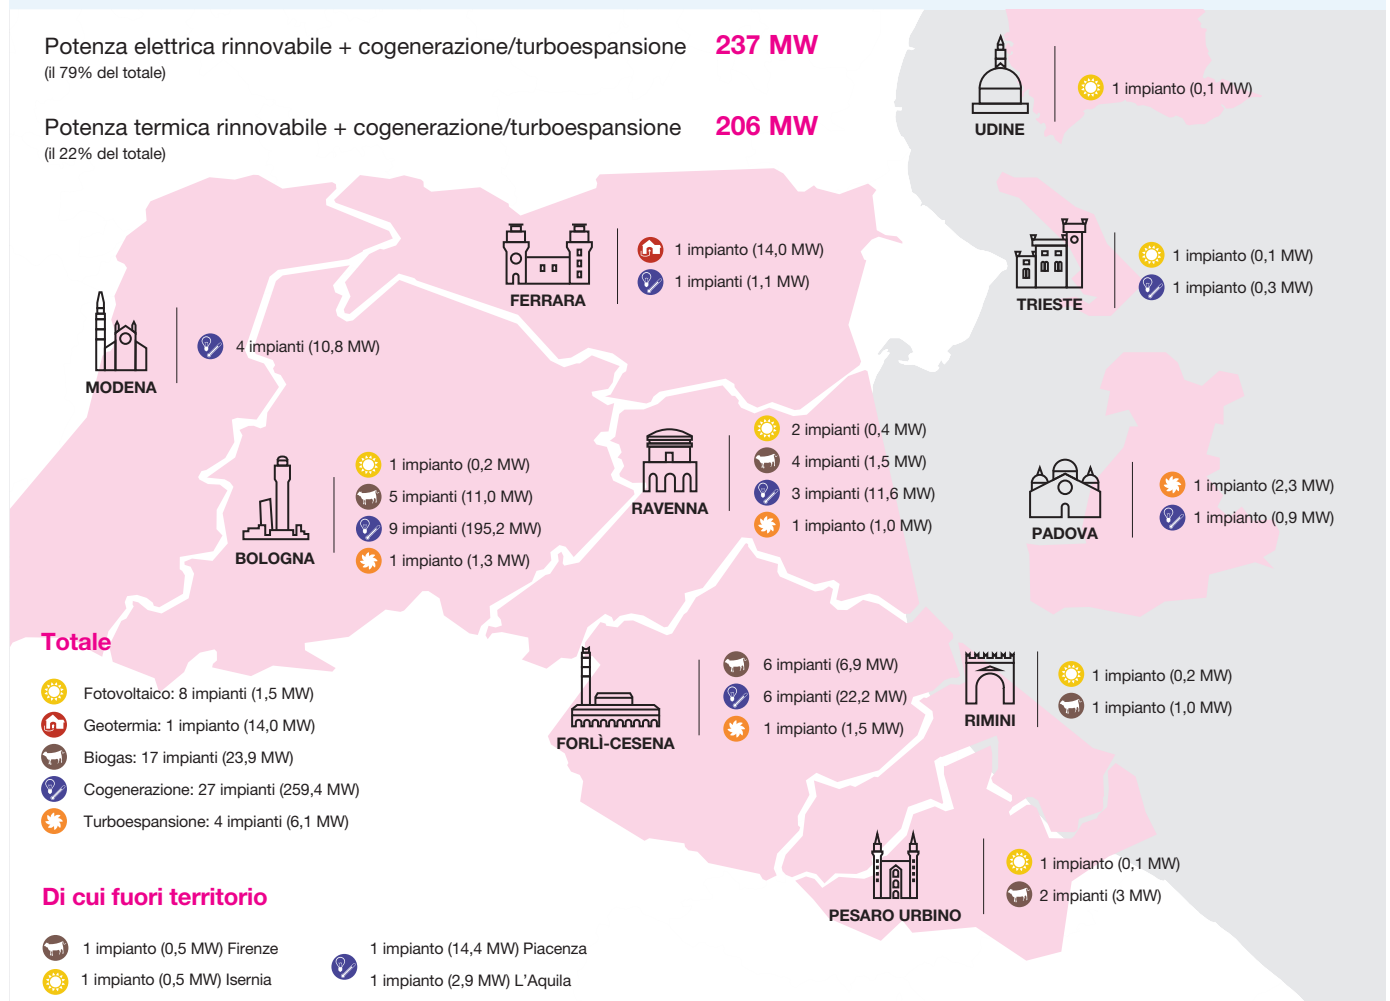 Potenza elettrica rinnovabile + cogenerazione/turboespansione 237 MW
(il 79% del totale)
Potenza termica rinnovabile + cogenerazione/turboespansione 206 MW
(il 22% del totale)
UDINE
1 impianto (0,1 MW)
FERRARA
1 impianto (14,0 MW)
1 impianti (1,1 MW)
TRIESTE
1 impianto (0,1 MW)
1 impianto (0,3 MW)
MODENA
4 impianti (10,8 MW)
BOLOGNA
1 impianto (0,2 MW)
5 impianti (11,0 MW)
9 impianti (195,2 MW)
1 impianto (1,3 MW)
RAVENNA
2 impianti (0,4 MW)
4 impianti (1,5 MW)
3 impianti (11,6 MW)
1 impianto (1,0 MW)
PADOVA
1 impianto (2,3 MW)
1 impianto (0,9 MW)
FORLÌ-CESENA
6 impianti (6,9 MW)
6 impianti (22,2 MW)
1 impianto (1,5 MW)
RIMINI
1 impianto (0,2 MW)
1 impianto (1,0 MW)
PESARO URBINO
1 impianto (0,1 MW)
2 impianti (3 MW)
Totale
Fotovoltaico: 8 impianti (1,5 MW)
Geotermia: 1 impianto (14,0 MW)
Biogas: 17 impianti (23,9 MW)
Cogenerazione: 27 impianti (259,4 MW)
Turboespansione: 4 impianti (6,1 MW)
Di cui fuori territorio
1 impianto (0,5 MW) Firenze
1 impianto (0,5 MW) Isernia
1 impianto (14,4 MW) Piacenza
1 impianto (2,9 MW) L'Aquila